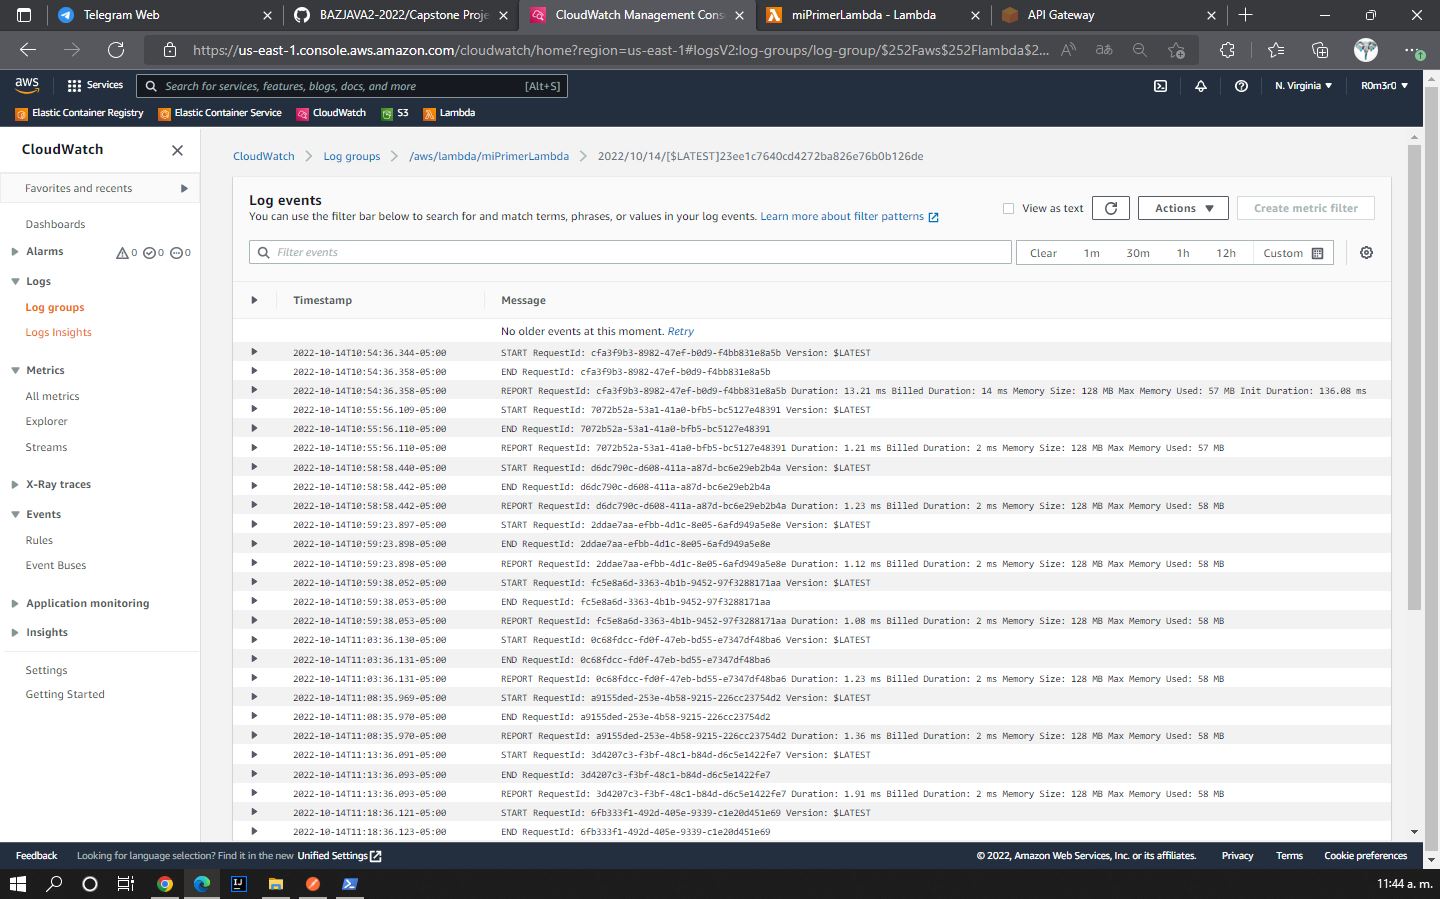 Telegram Web
BAZJAVA2-2022/Capstone Proje
CloudWatch Management Cons
miPrimerLambda - Lambda
API Gateway
https://us-east-1.console.aws.amazon.com/cloudwatch/home?region=us-east-1#logsV2:log-groups/log-group/$252Faws$252Flambda$2...
aws
Services
Search for services, features, blogs, docs, and more
[Alt+S]
N. Virginia
R0m3r0
Elastic Container Registry
Elastic Container Service
CloudWatch
S3
Lambda
CloudWatch
Favorites and recents
Dashboards
Alarms
0
0
0
Logs
Log groups
Logs Insights
Metrics
All metrics
Explorer
Streams
X-Ray traces
Events
Rules
Event Buses
Application monitoring
Insights
Settings
Getting Started
CloudWatch
Log groups
/aws/lambda/miPrimerLambda
2022/10/14/[$LATEST]23ee1c7640cd4272ba826e76b0b126de
Log events
You can use the filter bar below to search for and match terms, phrases, or values in your log events. Learn more about filter patterns
View as text
Actions
Create metric filter
Filter events
Clear
1m
30m
1h
12h
Custom
Timestamp
Message
No older events at this moment. Retry
2022-10-14T10:54:36.344-05:00 START RequestId: cfa3f9b3-8982-47ef-b0d9-f4bb831e8a5b Version: $LATEST
2022-10-14T10:54:36.358-05:00 END RequestId: cfa3f9b3-8982-47ef-b0d9-f4bb831e8a5b
2022-10-14T10:54:36.358-05:00 REPORT RequestId: cfa3f9b3-8982-47ef-b0d9-f4bb831e8a5b Duration: 13.21 ms Billed Duration: 14 ms Memory Size: 128 MB Max Memory Used: 57 MB Init Duration: 136.08 ms
2022-10-14T10:55:56.109-05:00 START RequestId: 7072b52a-53a1-41a0-bfb5-bc5127e48391 Version: $LATEST
2022-10-14T10:55:56.110-05:00 END RequestId: 7072b52a-53a1-41a0-bfb5-bc5127e48391
2022-10-14T10:55:56.110-05:00 REPORT RequestId: 7072b52a-53a1-41a0-bfb5-bc5127e48391 Duration: 1.21 ms Billed Duration: 2 ms Memory Size: 128 MB Max Memory Used: 57 MB
2022-10-14T10:58:58.440-05:00 START RequestId: d6dc790c-d608-411a-a87d-bc6e29eb2b4a Version: $LATEST
2022-10-14T10:58:58.442-05:00 END RequestId: d6dc790c-d608-411a-a87d-bc6e29eb2b4a
2022-10-14T10:58:58.442-05:00 REPORT RequestId: d6dc790c-d608-411a-a87d-bc6e29eb2b4a Duration: 1.23 ms Billed Duration: 2 ms Memory Size: 128 MB Max Memory Used: 58 MB
2022-10-14T10:59:23.897-05:00 START RequestId: 2ddae7aa-efbb-4d1c-8e05-6afd949a5e8e Version: $LATEST
2022-10-14T10:59:23.898-05:00 END RequestId: 2ddae7aa-efbb-4d1c-8e05-6afd949a5e8e
2022-10-14T10:59:23.898-05:00 REPORT RequestId: 2ddae7aa-efbb-4d1c-8e05-6afd949a5e8e Duration: 1.12 ms Billed Duration: 2 ms Memory Size: 128 MB Max Memory Used: 58 MB
2022-10-14T10:59:38.052-05:00 START RequestId: fc5e8a6d-3363-4b1b-9452-97f3288171aa Version: $LATEST
2022-10-14T10:59:38.053-05:00 END RequestId: fc5e8a6d-3363-4b1b-9452-97f3288171aa
2022-10-14T10:59:38.053-05:00 REPORT RequestId: fc5e8a6d-3363-4b1b-9452-97f3288171aa Duration: 1.08 ms Billed Duration: 2 ms Memory Size: 128 MB Max Memory Used: 58 MB
2022-10-14T11:03:36.130-05:00 START RequestId: 0c68fdcc-fd0f-47eb-bd55-e7347df48ba6 Version: $LATEST
2022-10-14T11:03:36.131-05:00 END RequestId: 0c68fdcc-fd0f-47eb-bd55-e7347df48ba6
2022-10-14T11:03:36.131-05:00 REPORT RequestId: 0c68fdcc-fd0f-47eb-bd55-e7347df48ba6 Duration: 1.23 ms Billed Duration: 2 ms Memory Size: 128 MB Max Memory Used: 58 MB
2022-10-14T11:08:35.969-05:00 START RequestId: a9155ded-253e-4b58-9215-226cc23754d2 Version: $LATEST
2022-10-14T11:08:35.970-05:00 END RequestId: a9155ded-253e-4b58-9215-226cc23754d2
2022-10-14T11:08:35.970-05:00 REPORT RequestId: a9155ded-253e-4b58-9215-226cc23754d2 Duration: 1.36 ms Billed Duration: 2 ms Memory Size: 128 MB Max Memory Used: 58 MB
2022-10-14T11:13:36.091-05:00 START RequestId: 3d4207c3-f3bf-48c1-b84d-d6c5e1422fe7 Version: $LATEST
2022-10-14T11:13:36.093-05:00 END RequestId: 3d4207c3-f3bf-48c1-b84d-d6c5e1422fe7
2022-10-14T11:13:36.093-05:00 REPORT RequestId: 3d4207c3-f3bf-48c1-b84d-d6c5e1422fe7 Duration: 1.91 ms Billed Duration: 2 ms Memory Size: 128 MB Max Memory Used: 58 MB
2022-10-14T11:18:36.121-05:00 START RequestId: 6fb333f1-492d-405e-9339-c1e20d451e69 Version: $LATEST
2022-10-14T11:18:36.123-05:00 END RequestId: 6fb333f1-492d-405e-9339-c1e20d451e69
Feedback
Looking for language selection? Find it in the new Unified Settings
© 2022, Amazon Web Services, Inc. or its affiliates.
Privacy
Terms
Cookie preferences
11:44 a. m.